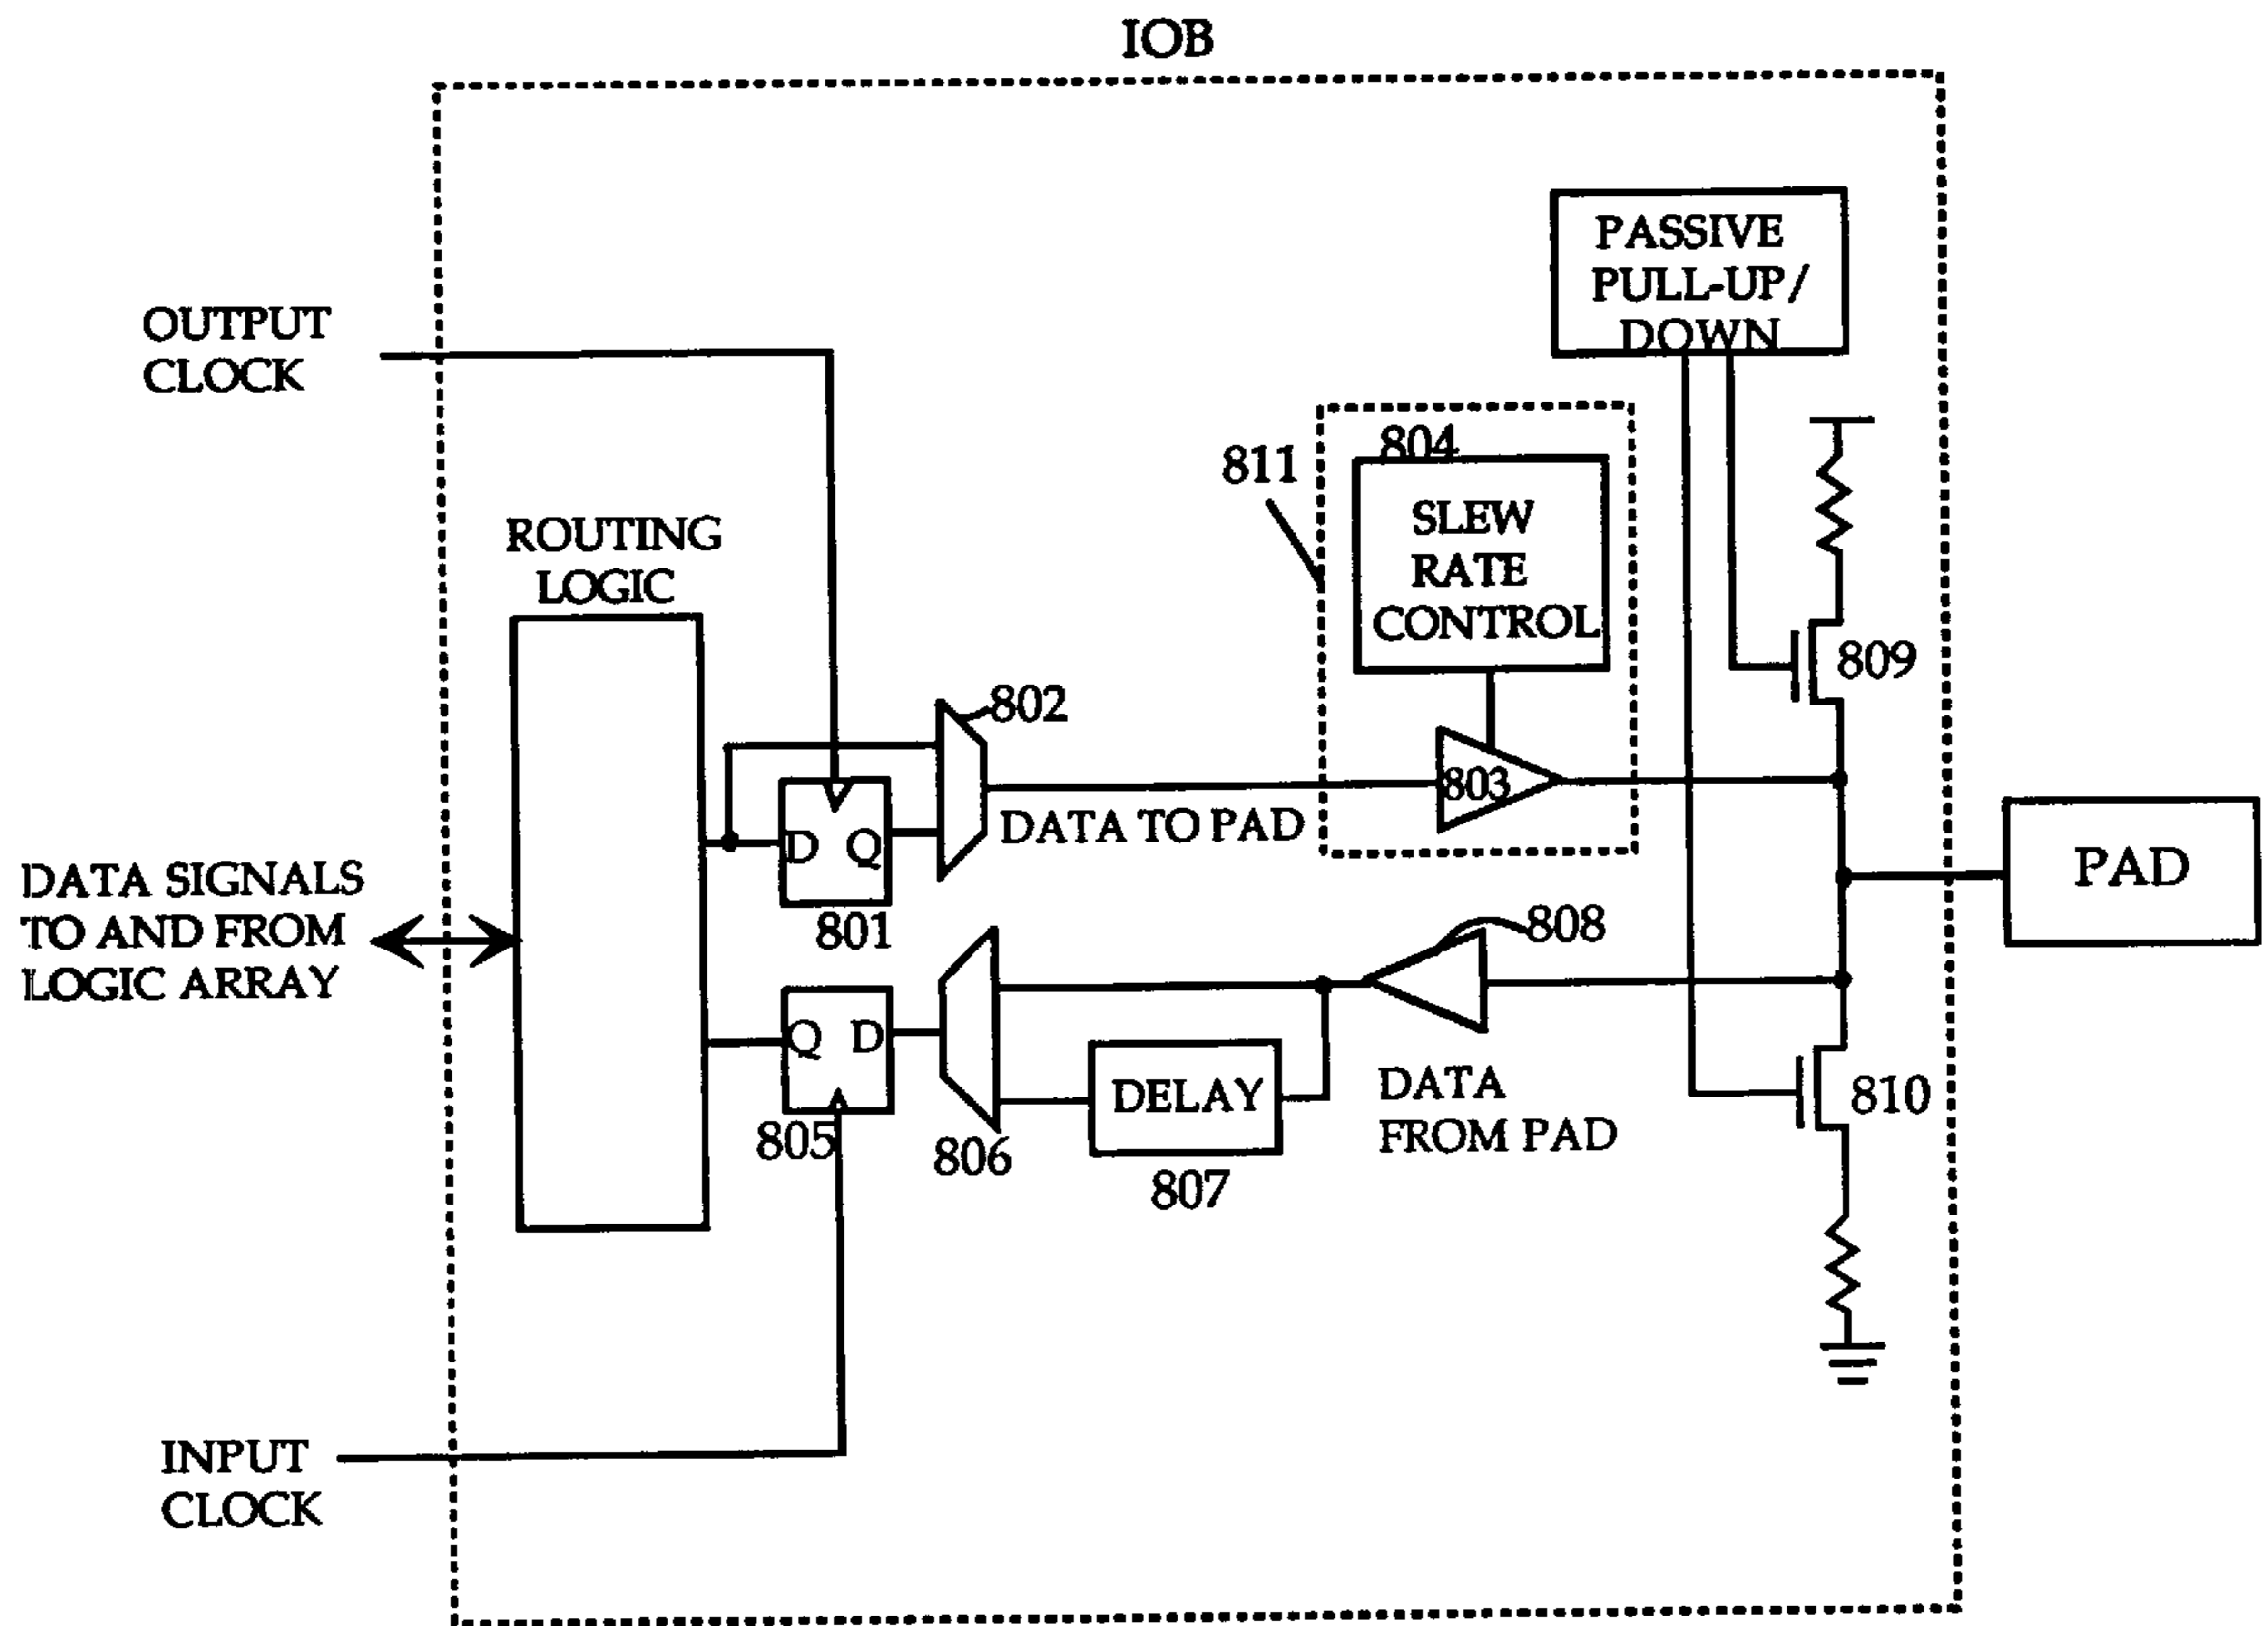 IOB
PASSIVE
PULL-UP/
DOWN
OUTPUT
CLOCK
804
811
SLEW
RATE
CONTROL
ROUTING
LOGIC
809
802
803
DATA TO PAD
D Q
801
PAD
DATA SIGNALS
TO AND FROM
LOGIC ARRAY
808
Q D
805
806
DELAY
807
DATA
FROM PAD
810
INPUT
CLOCK